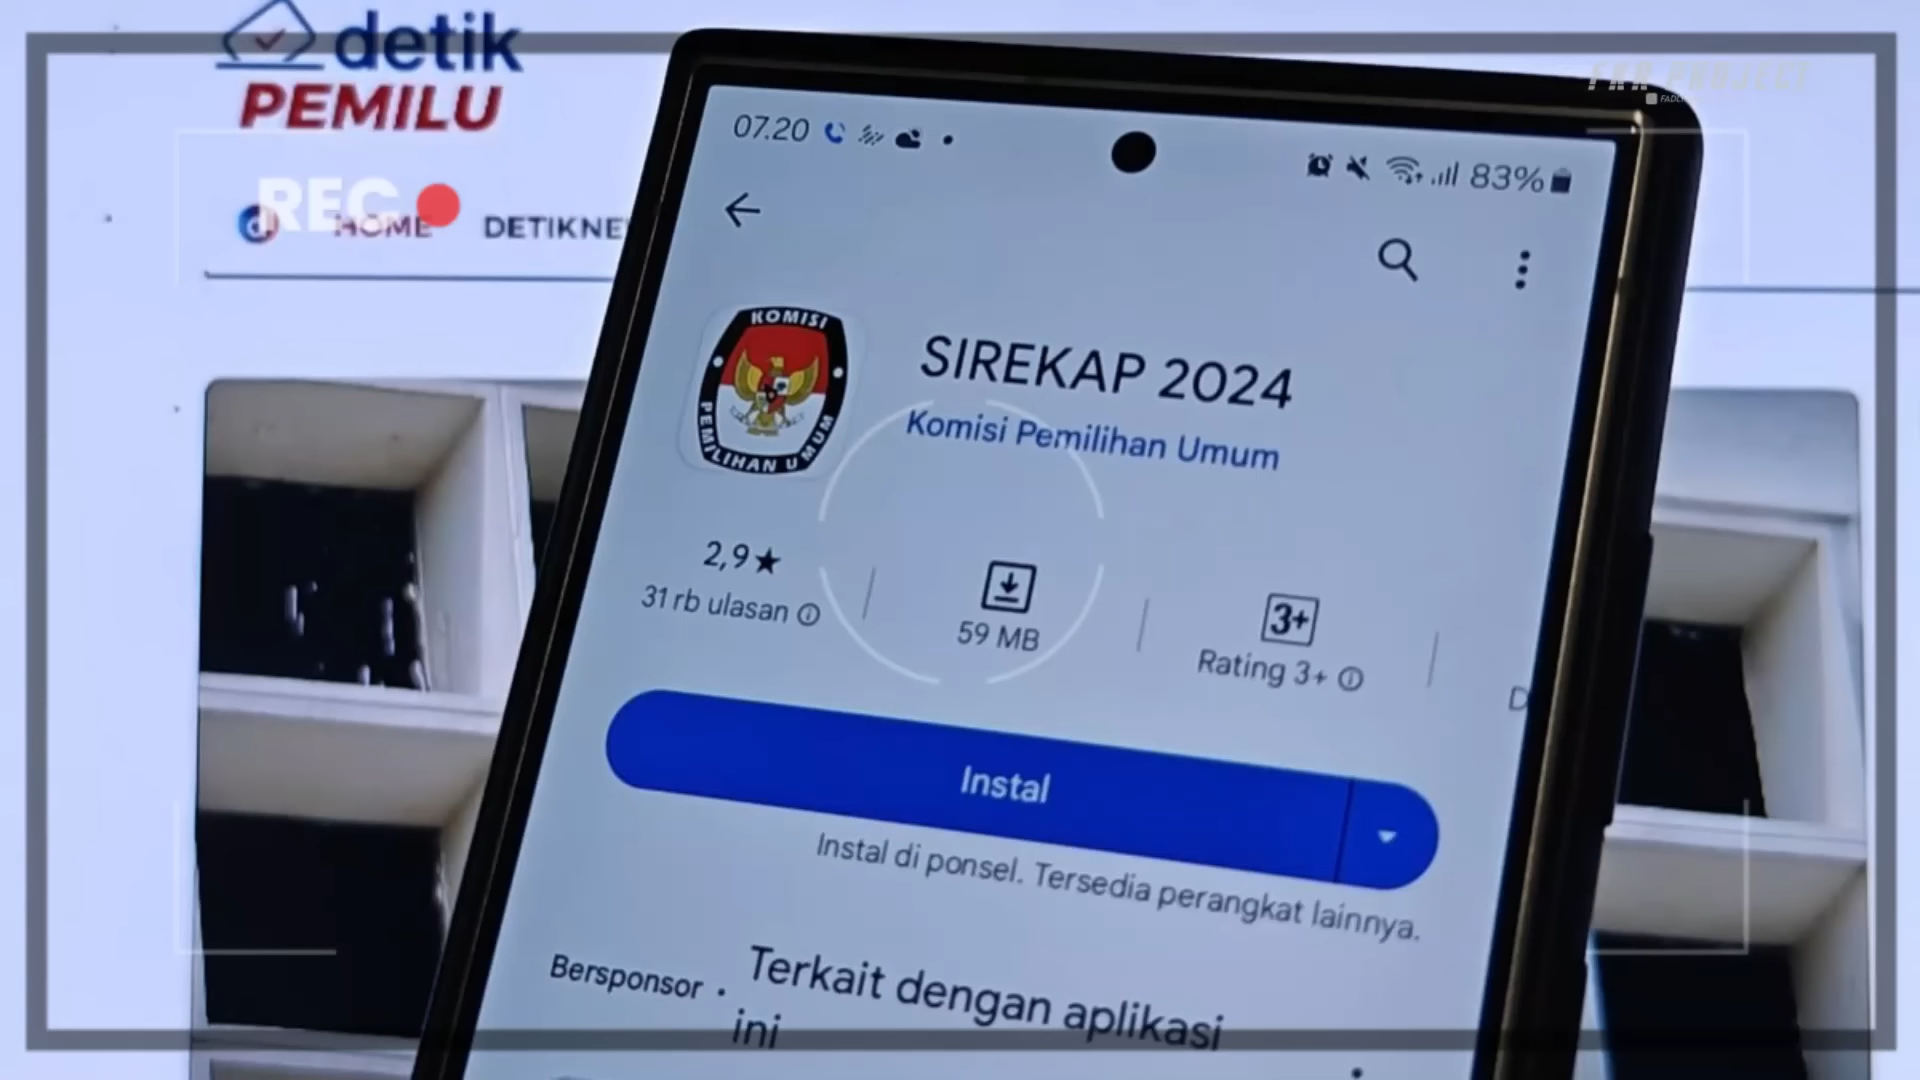 detik
PEMILU
FKR PROJECT
REC
HOME
DETIKNE
07.20
83%
KOMISI
PEMILIHAN UMUM
SIREKAP 2024
Komisi Pemilihan Umum
2,9★
31 rb ulasan
59 MB
3+
Rating 3+
D
Instal
Instal di ponsel. Tersedia perangkat lainnya.
Bersponsor · Terkait dengan aplikasi
ini